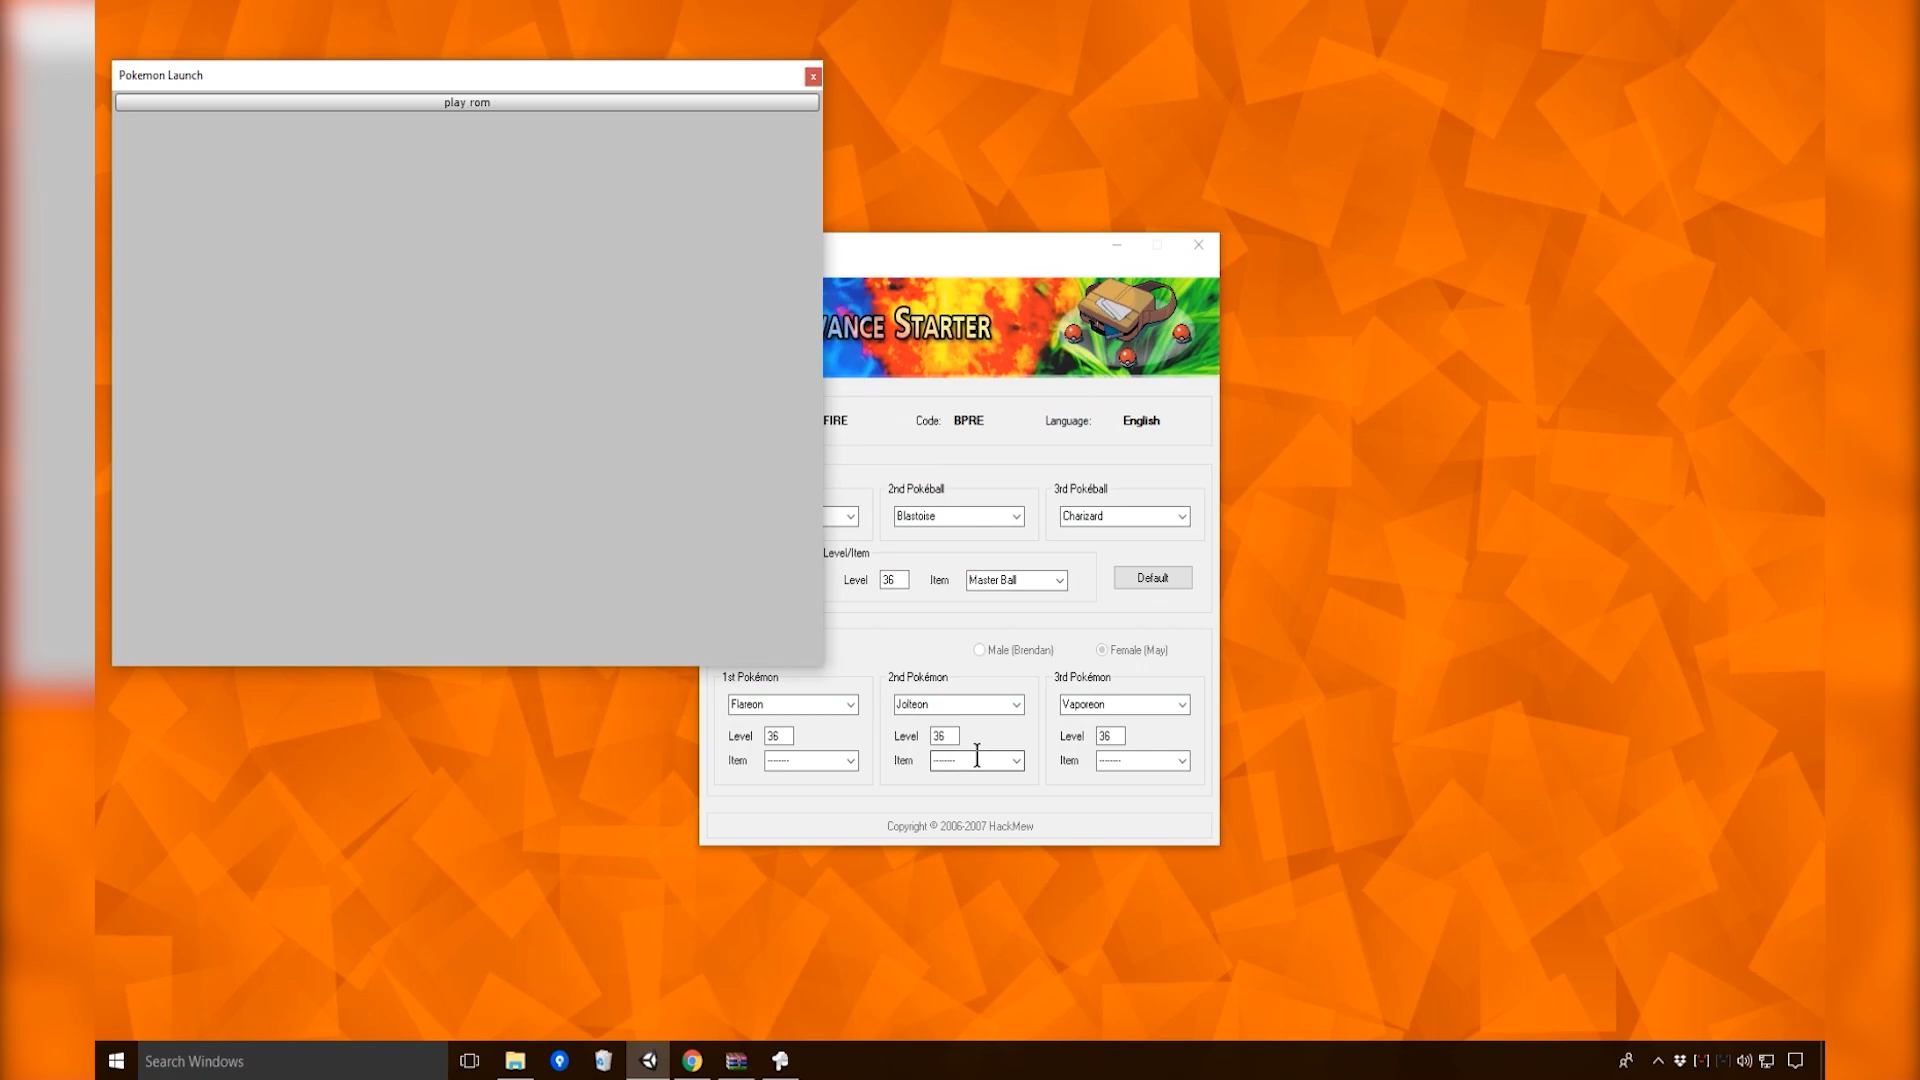 Pokemon Launch
play rom
VANCE STARTER
FIRE
Code: BPRE
Language: English
2nd Pokéball
3rd Pokéball
Blastoise
Charizard
Level/Item
Level 36
Item Master Ball
Default
Male (Brendan)
Female (May)
1st Pokémon
2nd Pokémon
3rd Pokémon
Flareon
Jolteon
Vaporeon
Level 36
Level 36
Level 36
Item --------
Item --------
Item --------
Copyright © 2006-2007 HackMew
Search Windows